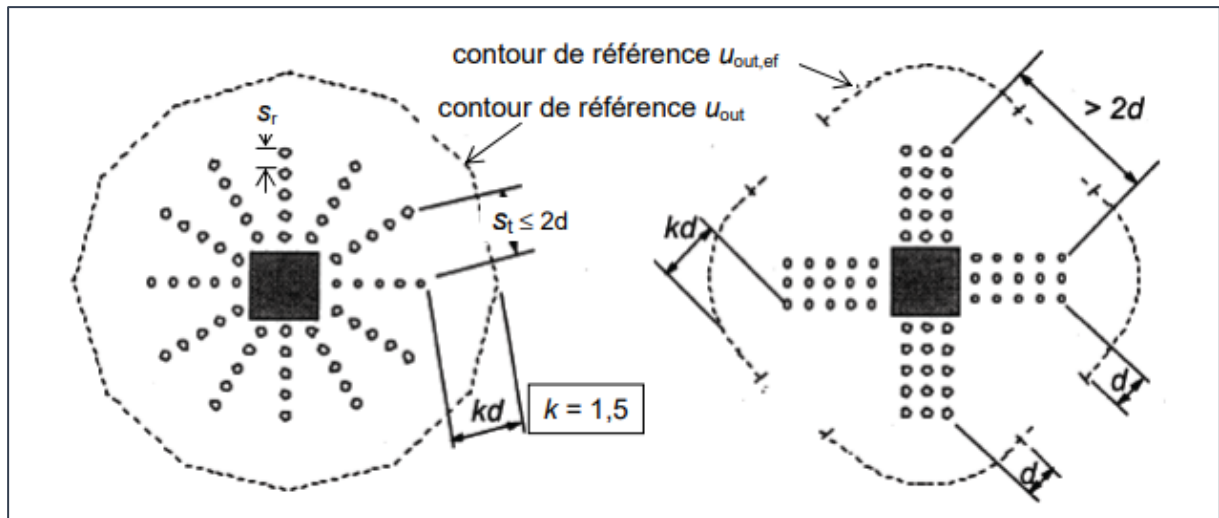 contour de référence u_out,ef
contour de référence u_out
s_r
> 2d
s_t ≤ 2d
kd
kd
k = 1,5
d
d